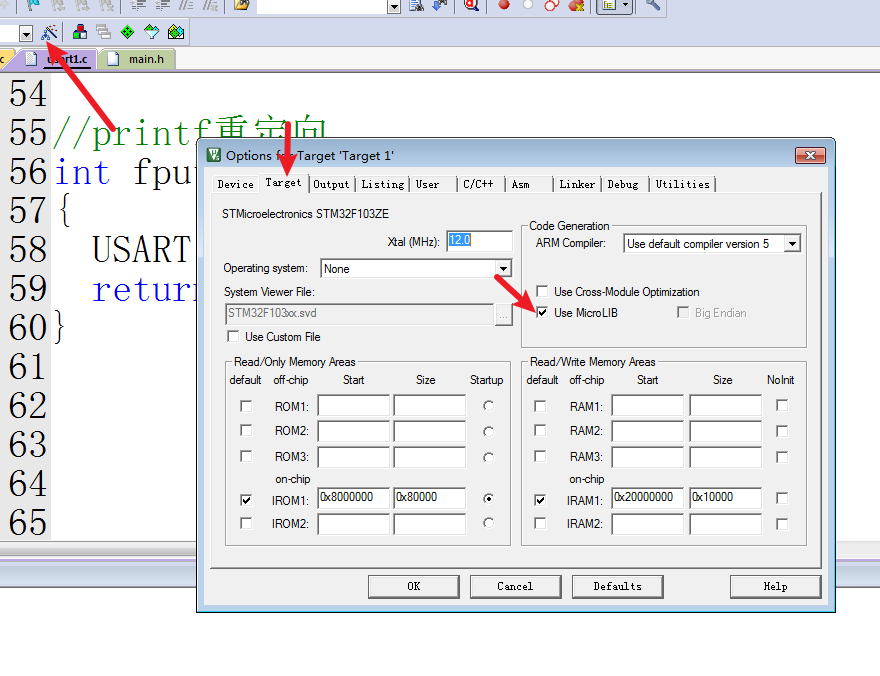 usart1.c main.h
54
55 //printf重定向
56 int fpu
57 {
58 USART
59 return
60 }
61
62
63
64
65
Options for Target 'Target 1'
Device Target Output Listing User C/C++ Asm Linker Debug Utilities
STMicroelectronics STM32F103ZE
Xtal (MHz): 12.0
Operating system: None
System Viewer File:
STM32F103xx.svd ...
Use Custom File
Code Generation
ARM Compiler: Use default compiler version 5
Use Cross-Module Optimization
Use MicroLIB Big Endian
Read/Only Memory Areas
default off-chip Start Size Startup
ROM1:
ROM2:
ROM3:
on-chip
IROM1: 0x8000000 0x80000
IROM2:
Read/Write Memory Areas
default off-chip Start Size NoInit
RAM1:
RAM2:
RAM3:
on-chip
IRAM1: 0x20000000 0x10000
IRAM2:
OK Cancel Defaults Help